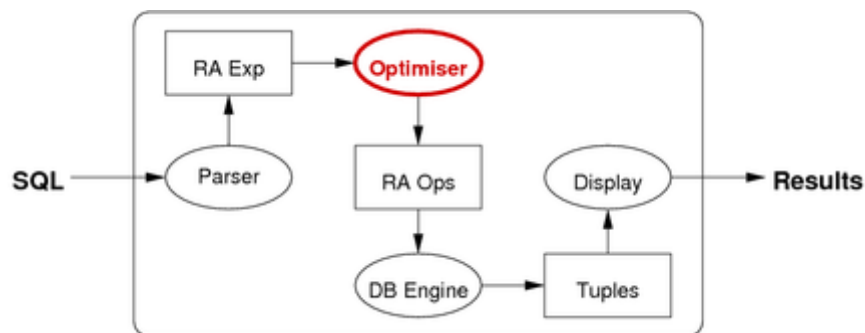 SQL
Parser
RA Exp
Optimiser
RA Ops
DB Engine
Tuples
Display
Results